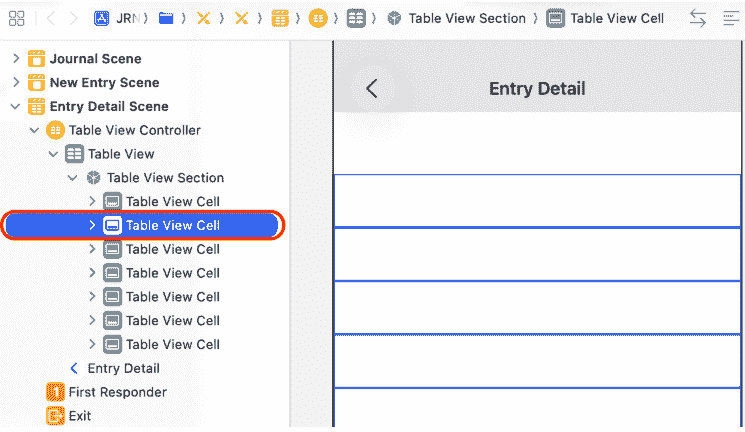 JRN
Table View Section
Table View Cell
Journal Scene
New Entry Scene
Entry Detail Scene
Table View Controller
Table View
Table View Section
Table View Cell
Table View Cell
Table View Cell
Table View Cell
Table View Cell
Table View Cell
Table View Cell
Entry Detail
First Responder
Exit
Entry Detail